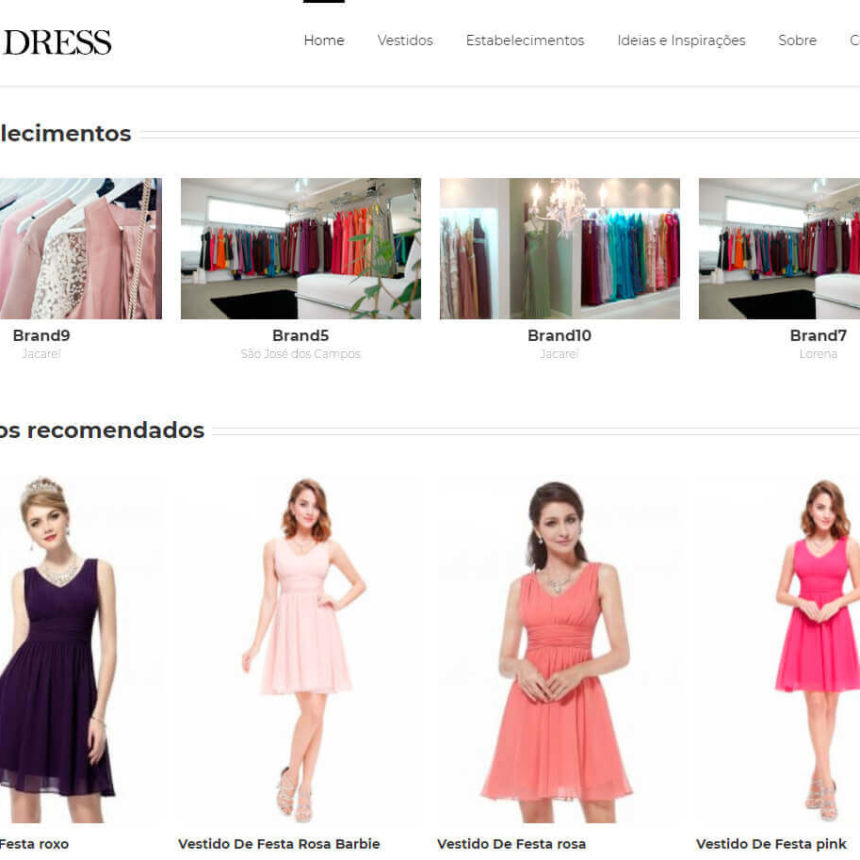 DRESS
Home Vestidos Estabelecimentos Ideias e Inspirações Sobre
lecimentos
Brand9 Brand5 Brand10 Brand7
Jacareí São José dos Campos Jacareí Lorena
os recomendados
Festa roxo Vestido De Festa Rosa Barbie Vestido De Festa rosa Vestido De Festa pink